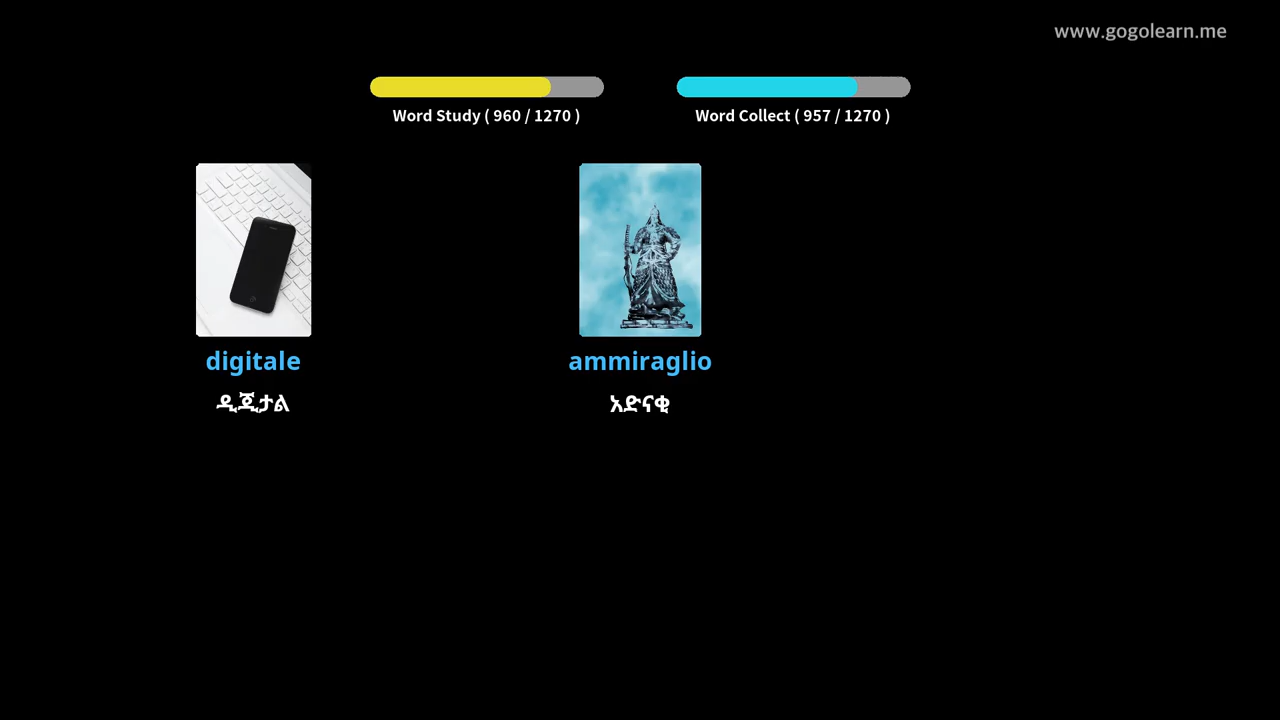 www.gogolearn.me
Word Study ( 960 / 1270 )
Word Collect ( 957 / 1270 )
digitale
ammiraglio
ዲጂታል
አድናቂ